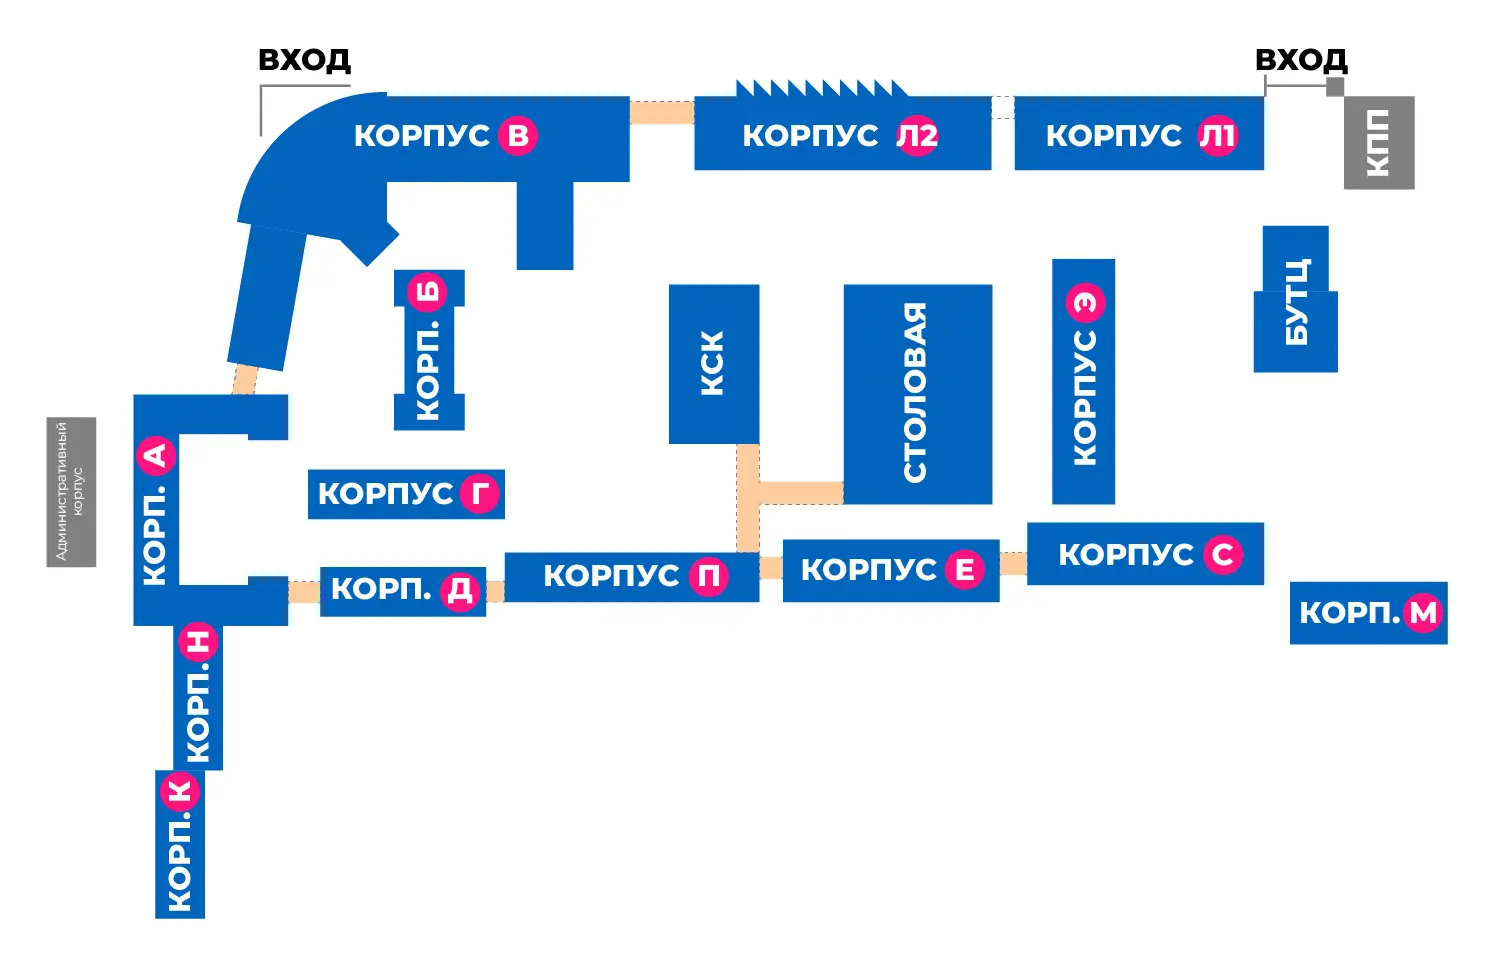 ВХОД
ВХОД
КОРПУС В
КОРПУС Л2
КОРПУС Л1
КПП
БУТЦ
КОРП. Б
КСК
СТОЛОВАЯ
КОРПУС Э
Административный
корпус
КОРП. А
КОРПУС Г
КОРП. Д
КОРПУС П
КОРПУС Е
КОРПУС С
КОРП. М
КОРП. Н
КОРП. К